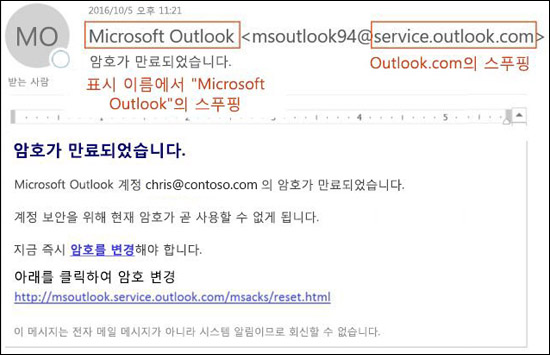 2016/10/5 오후 11:21
MO
Microsoft Outlook <msoutlook94@service.outlook.com>
암호가 만료되었습니다.
Outlook.com의 스푸핑
받는 사람
표시 이름에서 "Microsoft
Outlook"의 스푸핑
암호가 만료되었습니다.
Microsoft Outlook 계정 chris@contoso.com 의 암호가 만료되었습니다.
계정 보안을 위해 현재 암호가 곧 사용할 수 없게 됩니다.
지금 즉시 암호를 변경해야 합니다.
아래를 클릭하여 암호 변경
http://msoutlook.service.outlook.com/msacks/reset.html
이 메시지는 전자 메일 메시지가 아니라 시스템 알림이므로 회신할 수 없습니다.